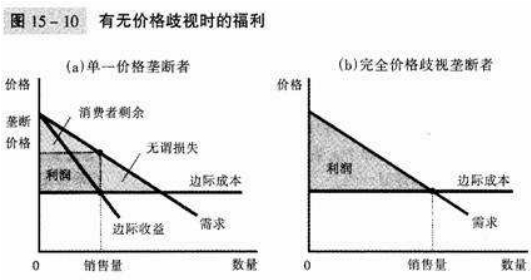 图 15-10 有无价格歧视时的福利
(a)单一价格垄断者
价格
消费者剩余
垄断
价格
无谓损失
利润
边际成本
边际收益
需求
0 销售量 数量
(b)完全价格歧视垄断者
价格
利润
边际成本
需求
0 销售量 数量